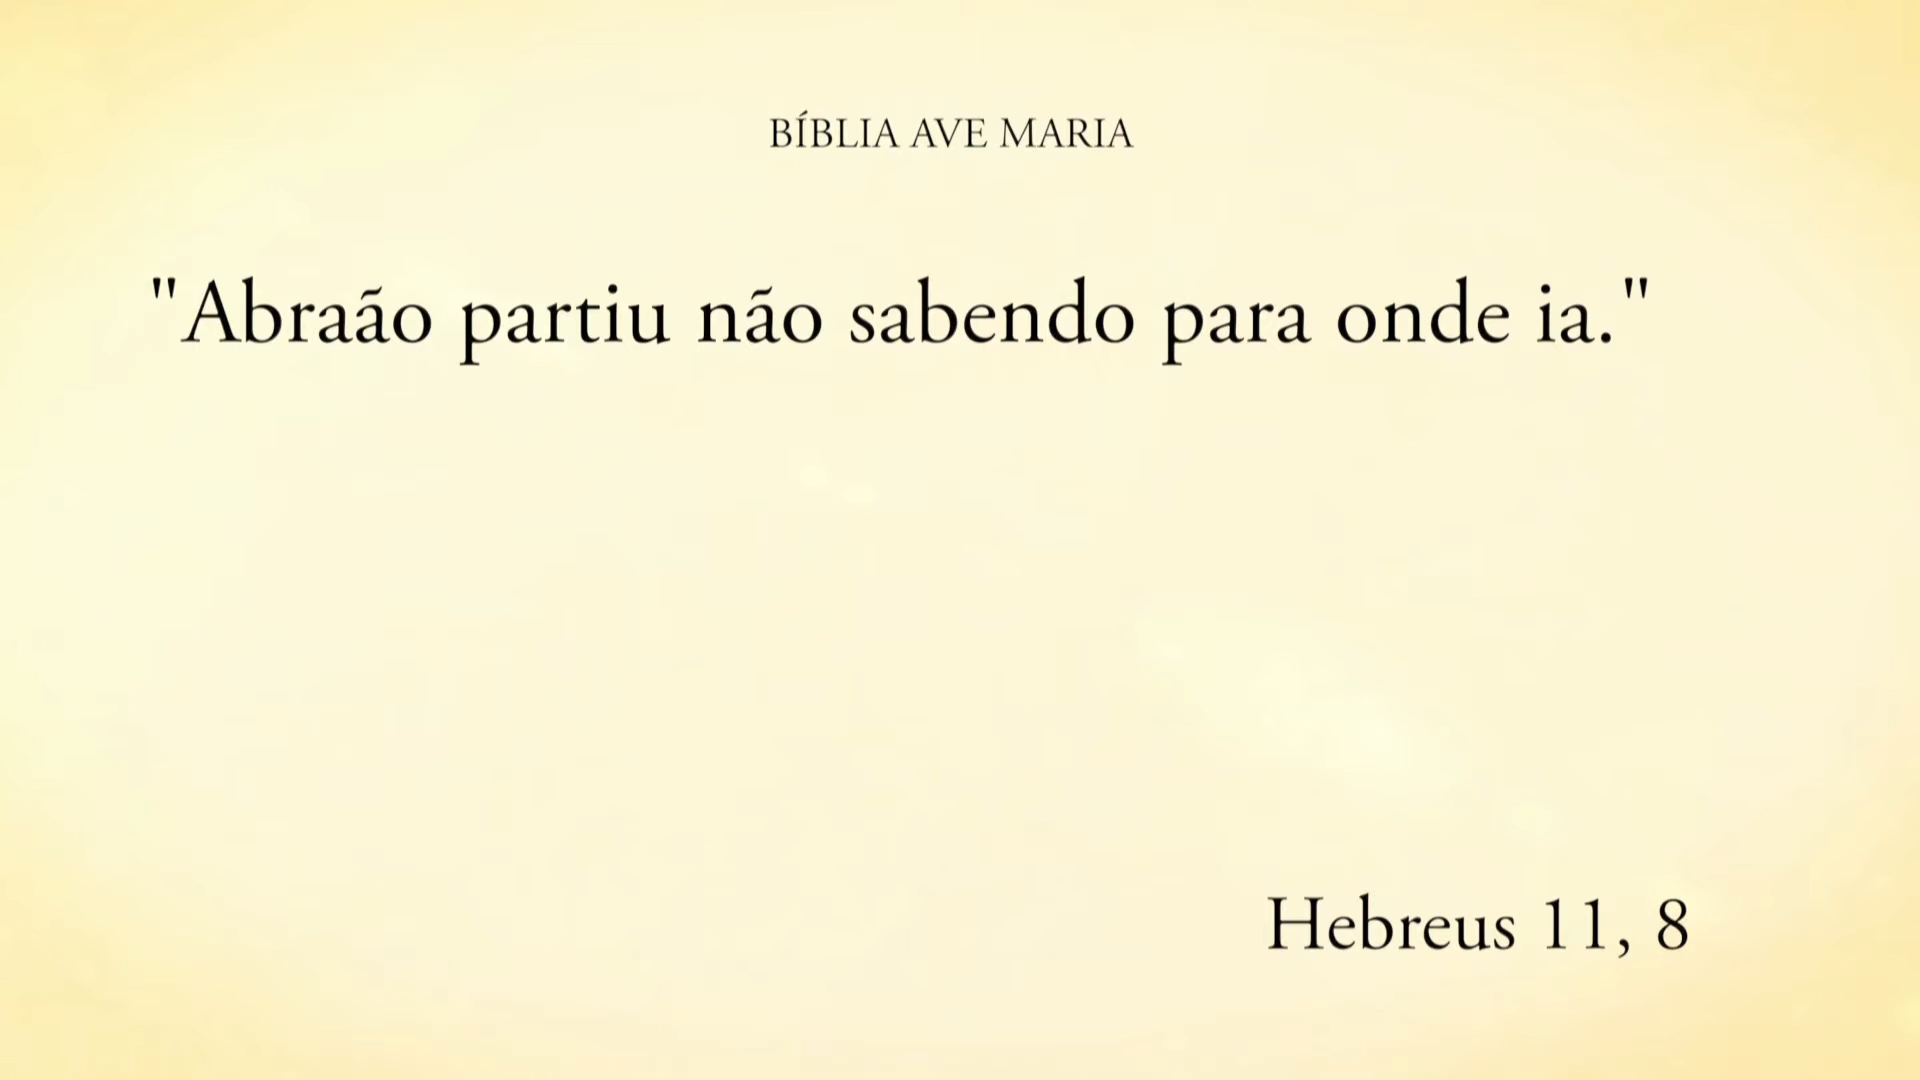 BÍBLIA AVE MARIA
"Abraão partiu não sabendo para onde ia."
Hebreus 11, 8